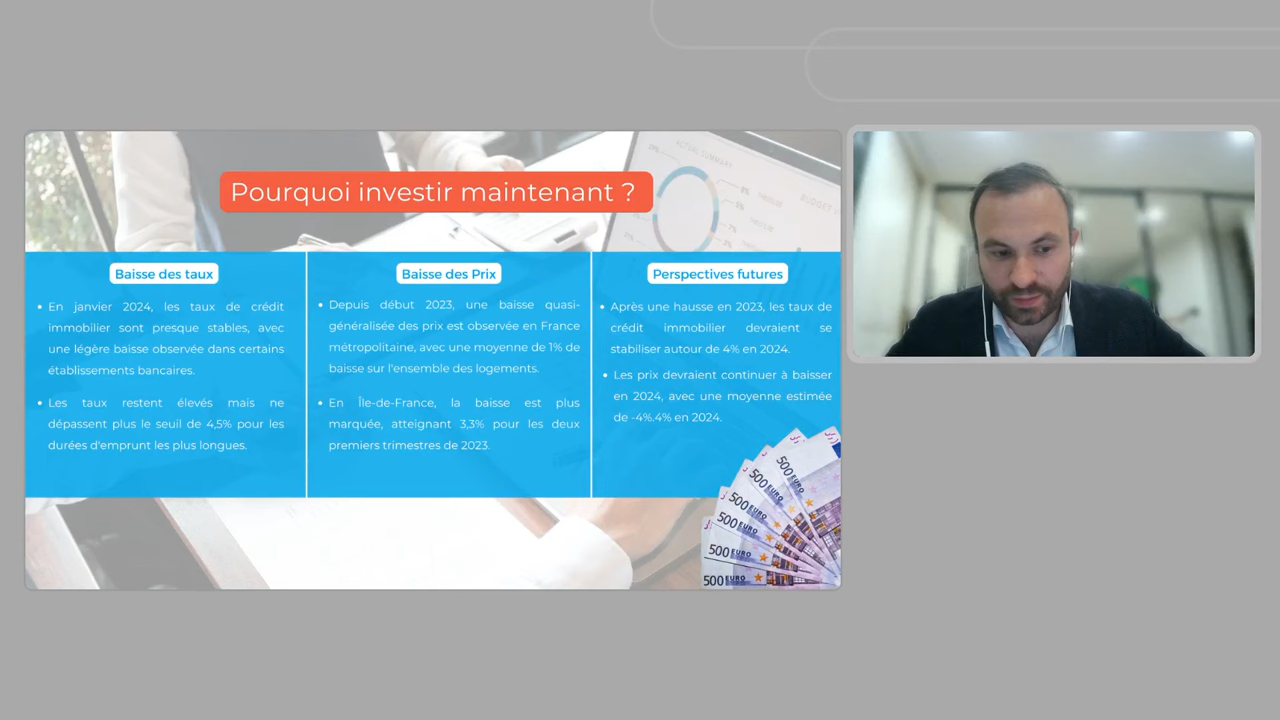 Pourquoi investir maintenant ?
Baisse des taux
• En janvier 2024, les taux de crédit
immobilier sont presque stables, avec
une légère baisse observée dans certains
établissements bancaires.
• Les taux restent élevés mais ne
dépassent plus le seuil de 4,5% pour les
durées d'emprunt les plus longues.
Baisse des Prix
• Depuis début 2023, une baisse quasi-
généralisée des prix est observée en France
métropolitaine, avec une moyenne de 1% de
baisse sur l'ensemble des logements.
• En Île-de-France, la baisse est plus
marquée, atteignant 3,3% pour les deux
premiers trimestres de 2023.
Perspectives futures
• Après une hausse en 2023, les taux de
crédit immobilier devraient se
stabiliser autour de 4% en 2024.
• Les prix devraient continuer à baisser
en 2024, avec une moyenne estimée
de -4%.4% en 2024.
500 EURO
500 EURO
500 EURO
500 EURO
500 EURO
500 EURO